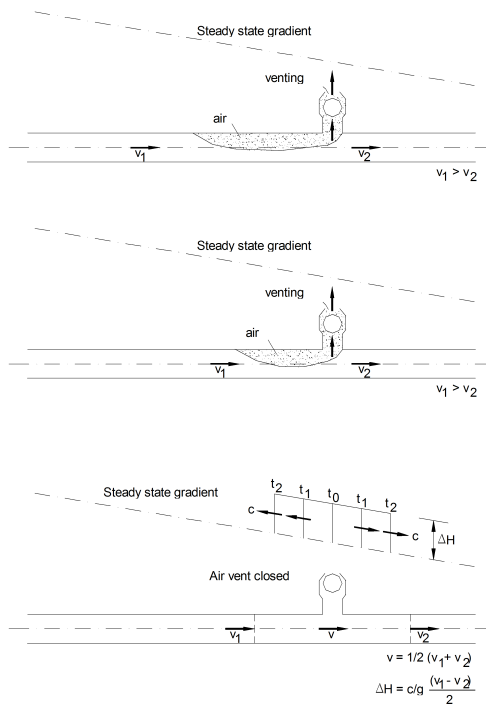 Steady state gradient
venting
air
v1 v2
v1 > v2
Steady state gradient
venting
air
v1 v2
v1 > v2
Steady state gradient
t2 t1 t0 t1 t2
c c ΔH
Air vent closed
v1 v v2
v = 1/2 (v1 + v2)
ΔH = c/g (v1 - v2)
2